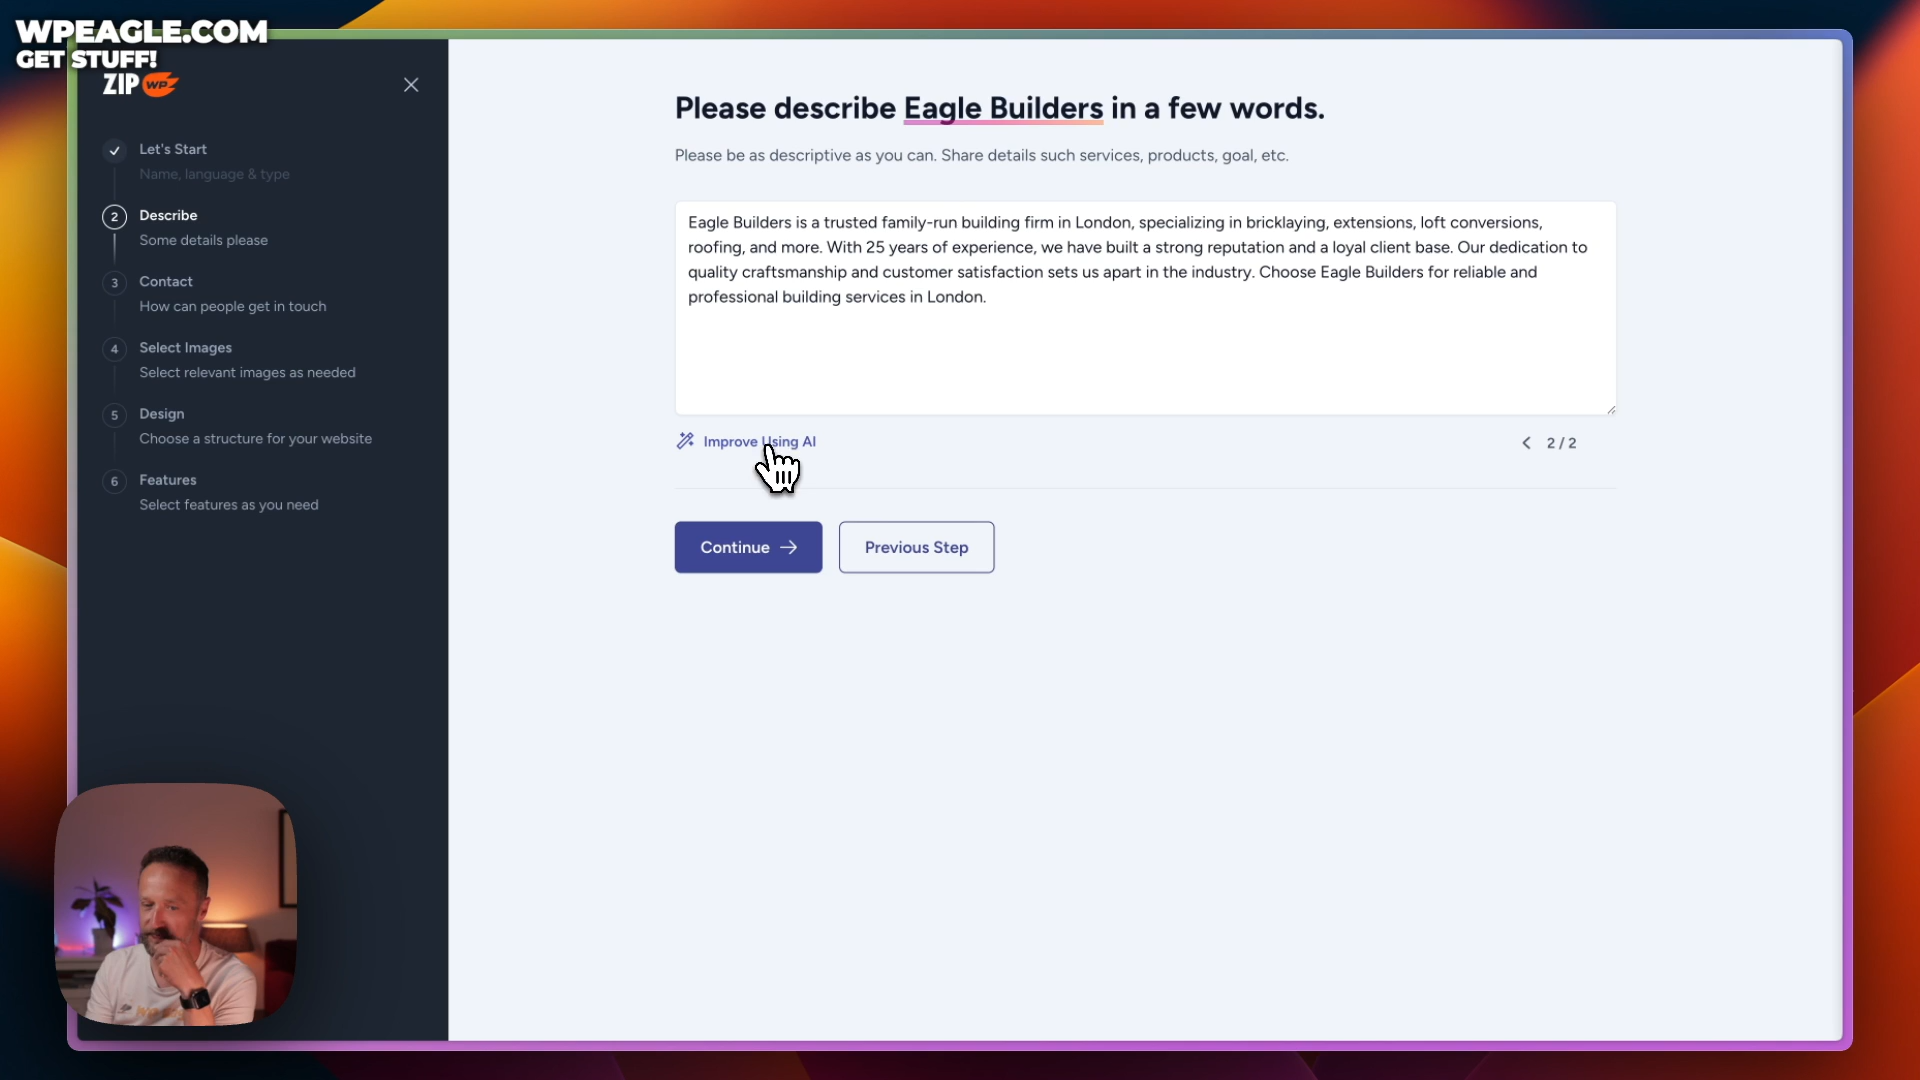 WPEAGLE.COM
GET STUFF!
ZIP WP
Let's Start
Name, language & type
2
Describe
Some details please
3
Contact
How can people get in touch
4
Select Images
Select relevant images as needed
5
Design
Choose a structure for your website
6
Features
Select features as you need
Please describe Eagle Builders in a few words.
Please be as descriptive as you can. Share details such services, products, goal, etc.
Eagle Builders is a trusted family-run building firm in London, specializing in bricklaying, extensions, loft conversions,
roofing, and more. With 25 years of experience, we have built a strong reputation and a loyal client base. Our dedication to
quality craftsmanship and customer satisfaction sets us apart in the industry. Choose Eagle Builders for reliable and
professional building services in London.
Improve Using AI
2 / 2
Continue
Previous Step